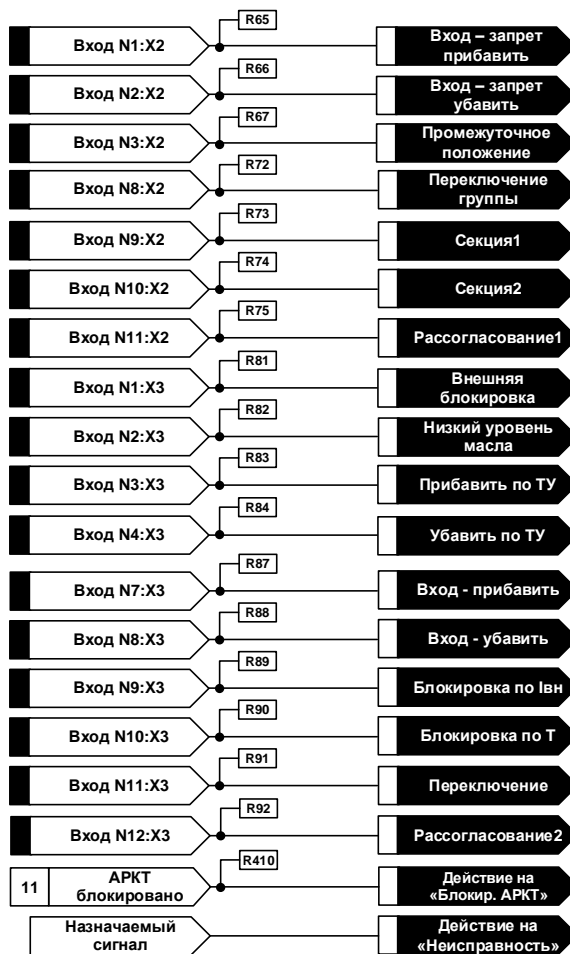 R65
Вход N1:X2
Вход – запрет
прибавить
R66
Вход N2:X2
Вход – запрет
убавить
R67
Вход N3:X2
Промежуточное
положение
R72
Вход N8:X2
Переключение
группы
R73
Вход N9:X2
Секция1
R74
Вход N10:X2
Секция2
R75
Вход N11:X2
Рассогласование1
R81
Вход N1:X3
Внешняя
блокировка
R82
Вход N2:X3
Низкий уровень
масла
R83
Вход N3:X3
Прибавить по ТУ
R84
Вход N4:X3
Убавить по ТУ
R87
Вход N7:X3
Вход - прибавить
R88
Вход N8:X3
Вход - убавить
R89
Вход N9:X3
Блокировка по Iвн
R90
Вход N10:X3
Блокировка по Т
R91
Вход N11:X3
Переключение
R92
Вход N12:X3
Рассогласование2
R410
11
АРКТ
блокировано
Действие на
«Блокир. АРКТ»
Назначаемый
сигнал
Действие на
«Неисправность»